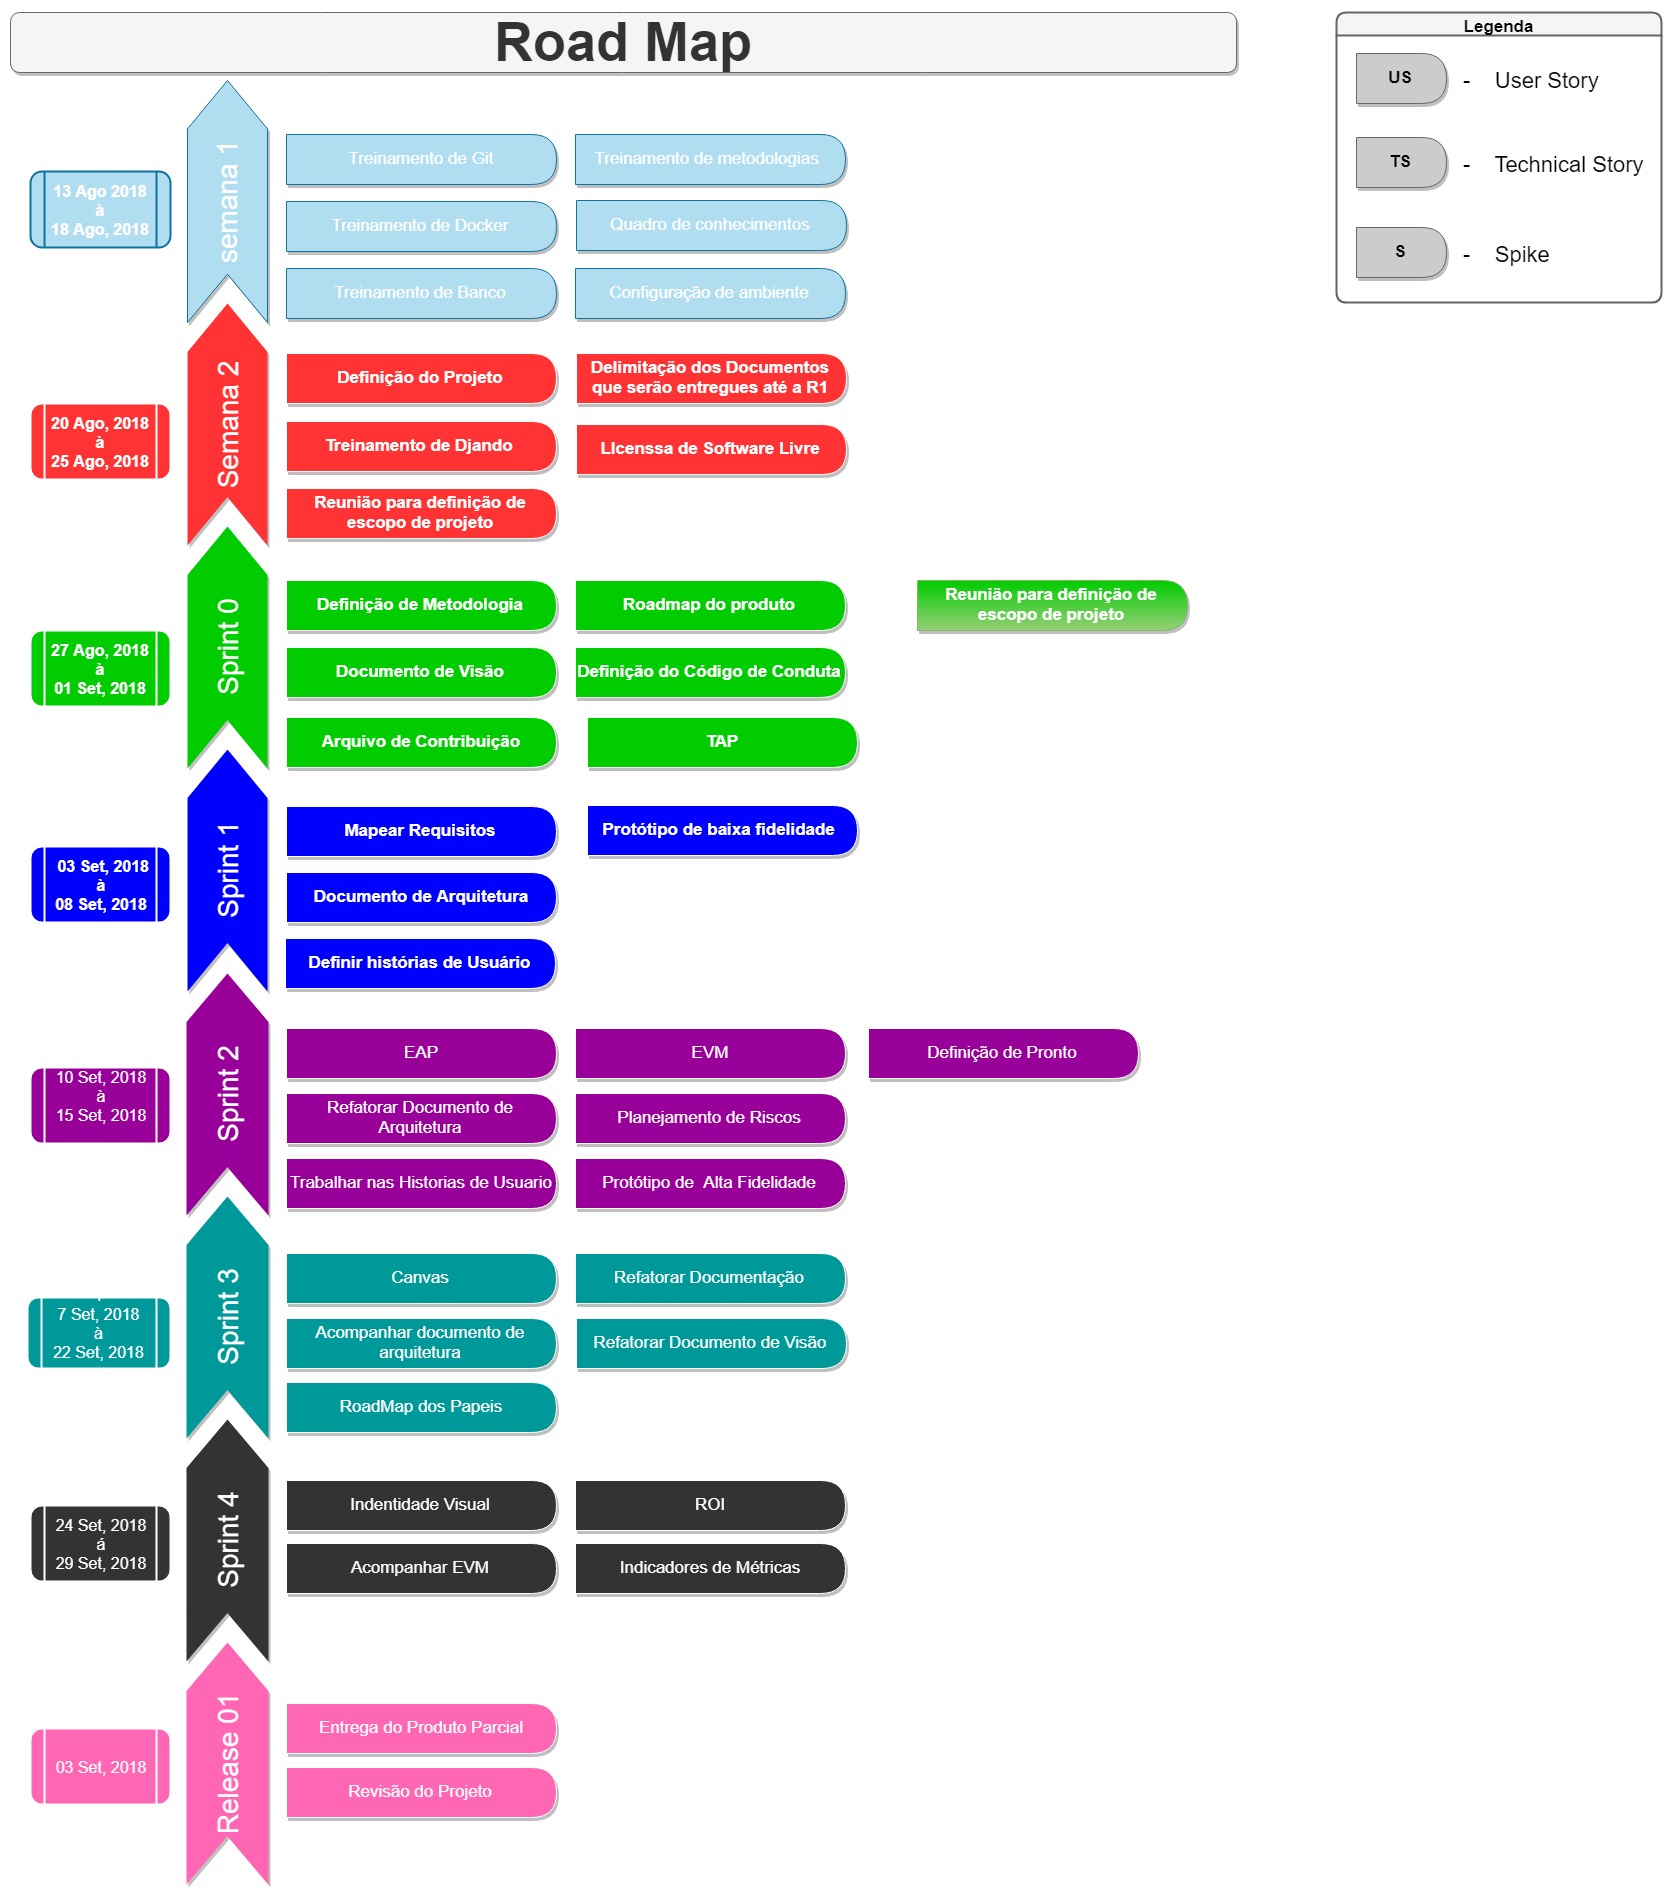 Road Map
Legenda
US - User Story
TS - Technical Story
S - Spike
semana 1
13 Ago 2018
à
18 Ago, 2018
Treinamento de Git
Treinamento de metodologias
Treinamento de Docker
Quadro de conhecimentos
Treinamento de Banco
Configuração de ambiente
Semana 2
20 Ago, 2018
à
25 Ago, 2018
Definição do Projeto
Delimitação dos Documentos
que serão entregues até a R1
Treinamento de Djando
LIcenssa de Software Livre
Reunião para definição de
escopo de projeto
Sprint 0
27 Ago, 2018
à
01 Set, 2018
Definição de Metodologia
Roadmap do produto
Reunião para definição de
escopo de projeto
Documento de Visão
Definição do Código de Conduta
Arquivo de Contribuição
TAP
Sprint 1
03 Set, 2018
à
08 Set, 2018
Mapear Requisitos
Protótipo de baixa fidelidade
Documento de Arquitetura
Definir histórias de Usuário
Sprint 2
10 Set, 2018
à
15 Set, 2018
EAP
EVM
Definição de Pronto
Refatorar Documento de
Arquitetura
Planejamento de Riscos
Trabalhar nas Historias de Usuario
Protótipo de  Alta Fidelidade
Sprint 3
7 Set, 2018
à
22 Set, 2018
Canvas
Refatorar Documentação
Acompanhar documento de
arquitetura
Refatorar Documento de Visão
RoadMap dos Papeis
Sprint 4
24 Set, 2018
á
29 Set, 2018
Indentidade Visual
ROI
Acompanhar EVM
Indicadores de Métricas
Release 01
03 Set, 2018
Entrega do Produto Parcial
Revisão do Projeto